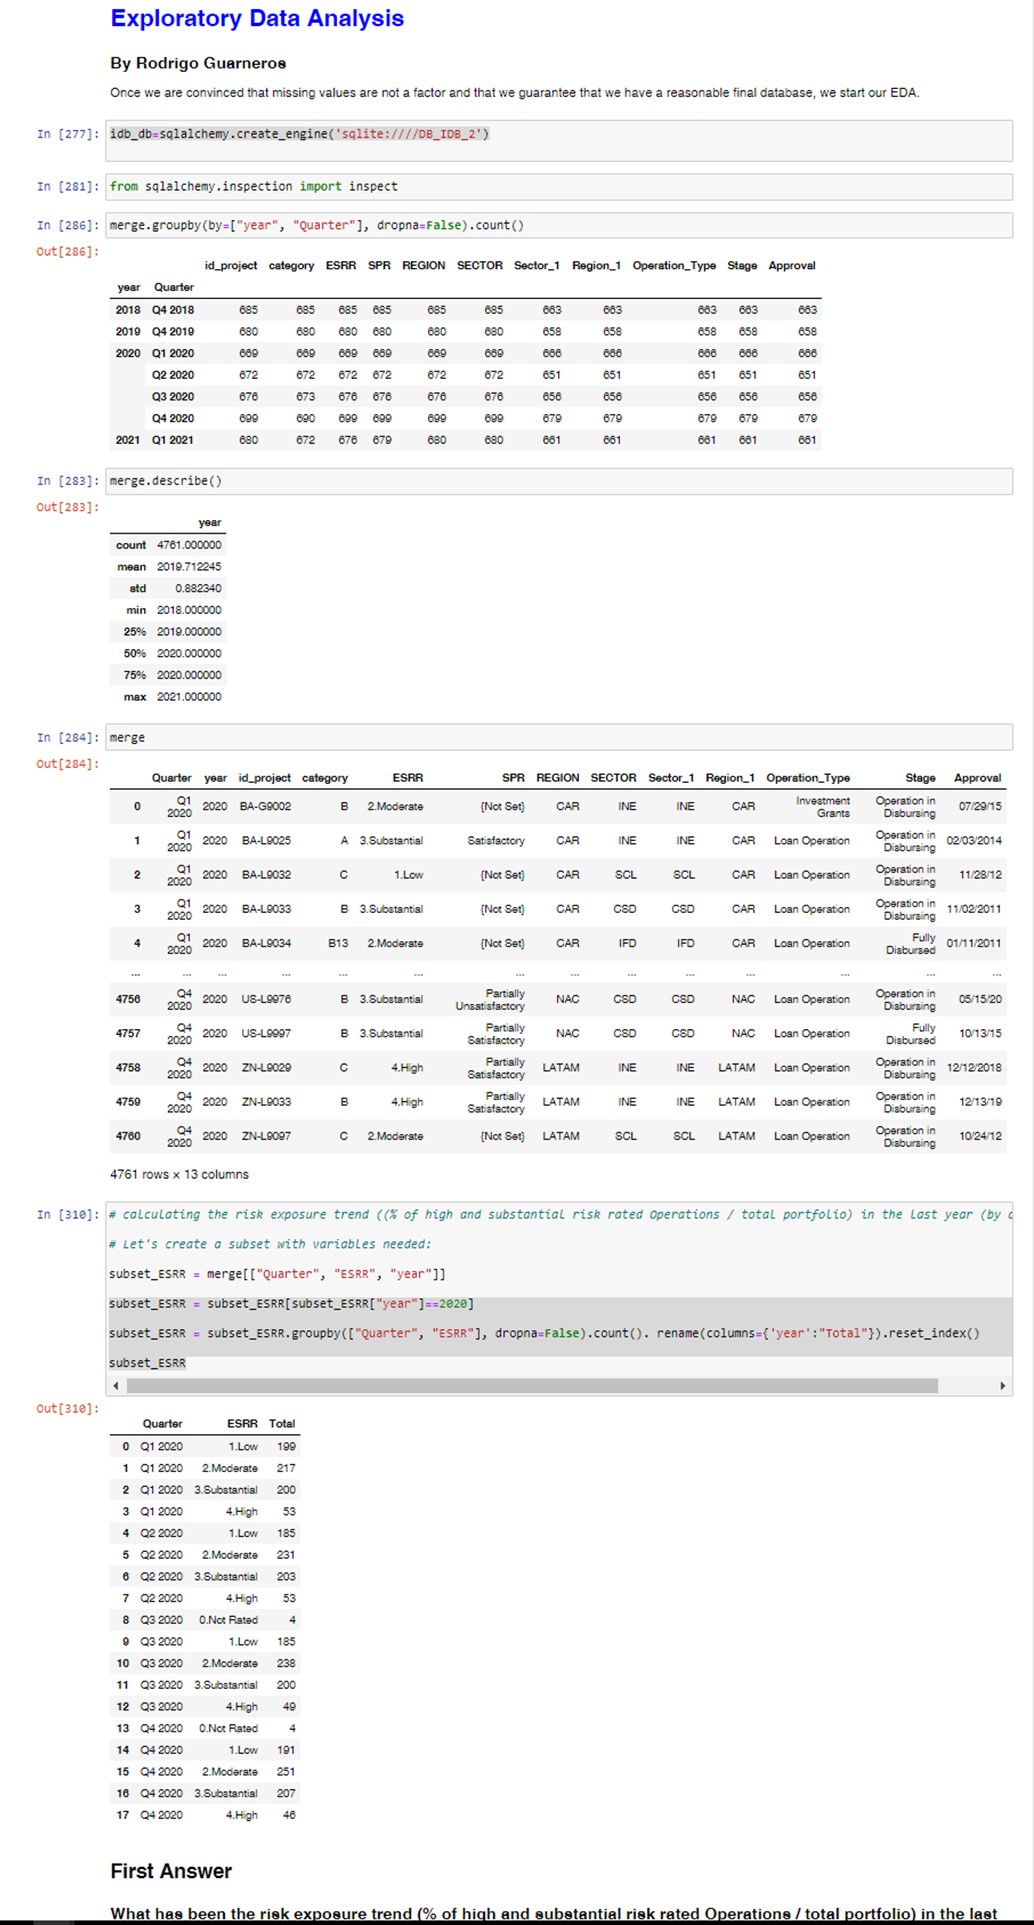 Exploratory Data Analysis
By Rodrigo Guarneros
Once we are convinced that missing values are not a factor and that we guarantee that we have a reasonable final database, we start our EDA.
In [277]: idb_db=sqlalchemy.create_engine('sqlite:////DB_IDB_2')
In [281]: from sqlalchemy.inspection import inspect
In [286]: merge.groupby(by=["year", "Quarter"], dropna=False).count()
Out[286]:
id_project category ESRR SPR REGION SECTOR Sector_1 Region_1 Operation_Type Stage Approval
year Quarter
2018 Q4 2018 685 685 685 685 685 685 663 663 663 663 663
2019 Q4 2019 680 680 680 680 680 680 658 658 658 658 658
2020 Q1 2020 669 669 669 669 669 669 666 666 666 666 666
Q2 2020 672 672 672 672 672 672 651 651 651 651 651
Q3 2020 676 673 676 676 676 676 656 656 656 656 656
Q4 2020 699 690 699 699 699 699 679 679 679 679 679
2021 Q1 2021 680 672 676 679 680 680 661 661 661 661 661
In [283]: merge.describe()
Out[283]:
year
count 4761.000000
mean 2019.712245
std 0.882340
min 2018.000000
25% 2019.000000
50% 2020.000000
75% 2020.000000
max 2021.000000
In [284]: merge
Out[284]:
Quarter year id_project category ESRR SPR REGION SECTOR Sector_1 Region_1 Operation_Type Stage Approval
0 Q1 2020 2020 BA-G9002 B 2.Moderate {Not Set} CAR INE INE CAR Investment Grants Operation in Disbursing 07/29/15
1 Q1 2020 2020 BA-L9025 A 3.Substantial Satisfactory CAR INE INE CAR Loan Operation Operation in Disbursing 02/03/2014
2 Q1 2020 2020 BA-L9032 C 1.Low {Not Set} CAR SCL SCL CAR Loan Operation Operation in Disbursing 11/28/12
3 Q1 2020 2020 BA-L9033 B 3.Substantial {Not Set} CAR CSD CSD CAR Loan Operation Operation in Disbursing 11/02/2011
4 Q1 2020 2020 BA-L9034 B13 2.Moderate {Not Set} CAR IFD IFD CAR Loan Operation Fully Disbursed 01/11/2011
... ... ... ... ... ... ... ... ... ... ... ... ... ...
4756 Q4 2020 2020 US-L9976 B 3.Substantial Partially Unsatisfactory NAC CSD CSD NAC Loan Operation Operation in Disbursing 05/15/20
4757 Q4 2020 2020 US-L9997 B 3.Substantial Partially Satisfactory NAC CSD CSD NAC Loan Operation Fully Disbursed 10/13/15
4758 Q4 2020 2020 ZN-L9029 C 4.High Partially Satisfactory LATAM INE INE LATAM Loan Operation Operation in Disbursing 12/12/2018
4759 Q4 2020 2020 ZN-L9033 B 4.High Partially Satisfactory LATAM INE INE LATAM Loan Operation Operation in Disbursing 12/13/19
4760 Q4 2020 2020 ZN-L9097 C 2.Moderate {Not Set} LATAM SCL SCL LATAM Loan Operation Operation in Disbursing 10/24/12
4761 rows × 13 columns
In [310]: # calculating the risk exposure trend ((% of high and substantial risk rated Operations / total portfolio) in the last year (by
# Let's create a subset with variables needed:
subset_ESRR = merge[["Quarter", "ESRR", "year"]]
subset_ESRR = subset_ESRR[subset_ESRR["year"]==2020]
subset_ESRR = subset_ESRR.groupby(["Quarter", "ESRR"], dropna=False).count(). rename(columns={'year':"Total"}).reset_index()
subset_ESRR
Out[310]:
Quarter ESRR Total
0 Q1 2020 1.Low 199
1 Q1 2020 2.Moderate 217
2 Q1 2020 3.Substantial 200
3 Q1 2020 4.High 53
4 Q2 2020 1.Low 185
5 Q2 2020 2.Moderate 231
6 Q2 2020 3.Substantial 203
7 Q2 2020 4.High 53
8 Q3 2020 0.Not Rated 4
9 Q3 2020 1.Low 185
10 Q3 2020 2.Moderate 238
11 Q3 2020 3.Substantial 200
12 Q3 2020 4.High 49
13 Q4 2020 0.Not Rated 4
14 Q4 2020 1.Low 191
15 Q4 2020 2.Moderate 251
16 Q4 2020 3.Substantial 207
17 Q4 2020 4.High 46
First Answer
What has been the risk exposure trend (% of high and substantial risk rated Operations / total portfolio) in the last